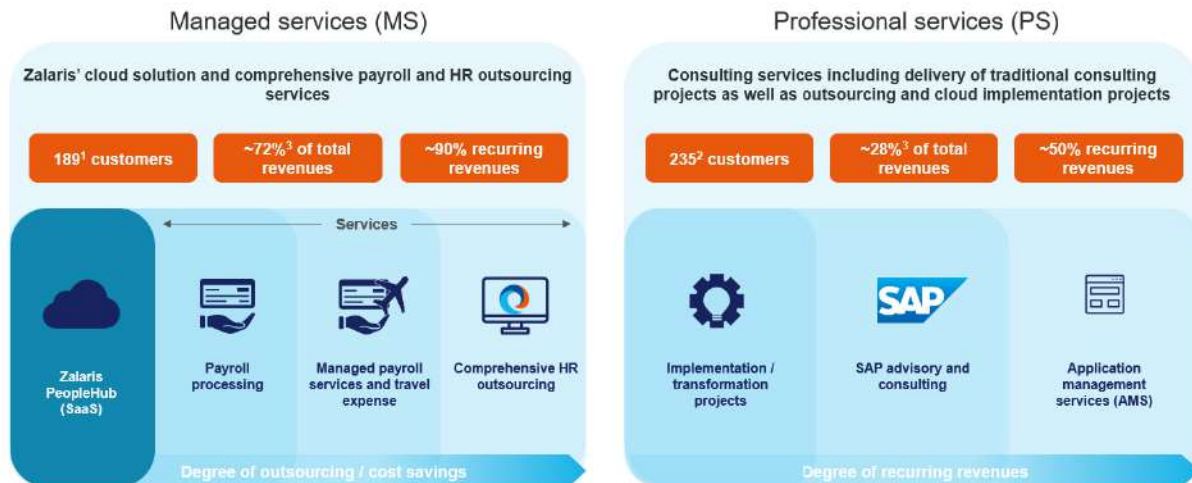 Managed services (MS)
Zalaris' cloud solution and comprehensive payroll and HR outsourcing
services
189¹ customers
~72%³ of total
revenues
~90% recurring
revenues
Services
Zalaris
PeopleHub
(SaaS)
Payroll
processing
Managed payroll
services and travel
expense
Comprehensive HR
outsourcing
Degree of outsourcing / cost savings
Professional services (PS)
Consulting services including delivery of traditional consulting
projects as well as outsourcing and cloud implementation projects
235² customers
~28%³ of total
revenues
~50% recurring
revenues
Implementation /
transformation
projects
SAP
SAP advisory and
consulting
Application
management
services (AMS)
Degree of recurring revenues